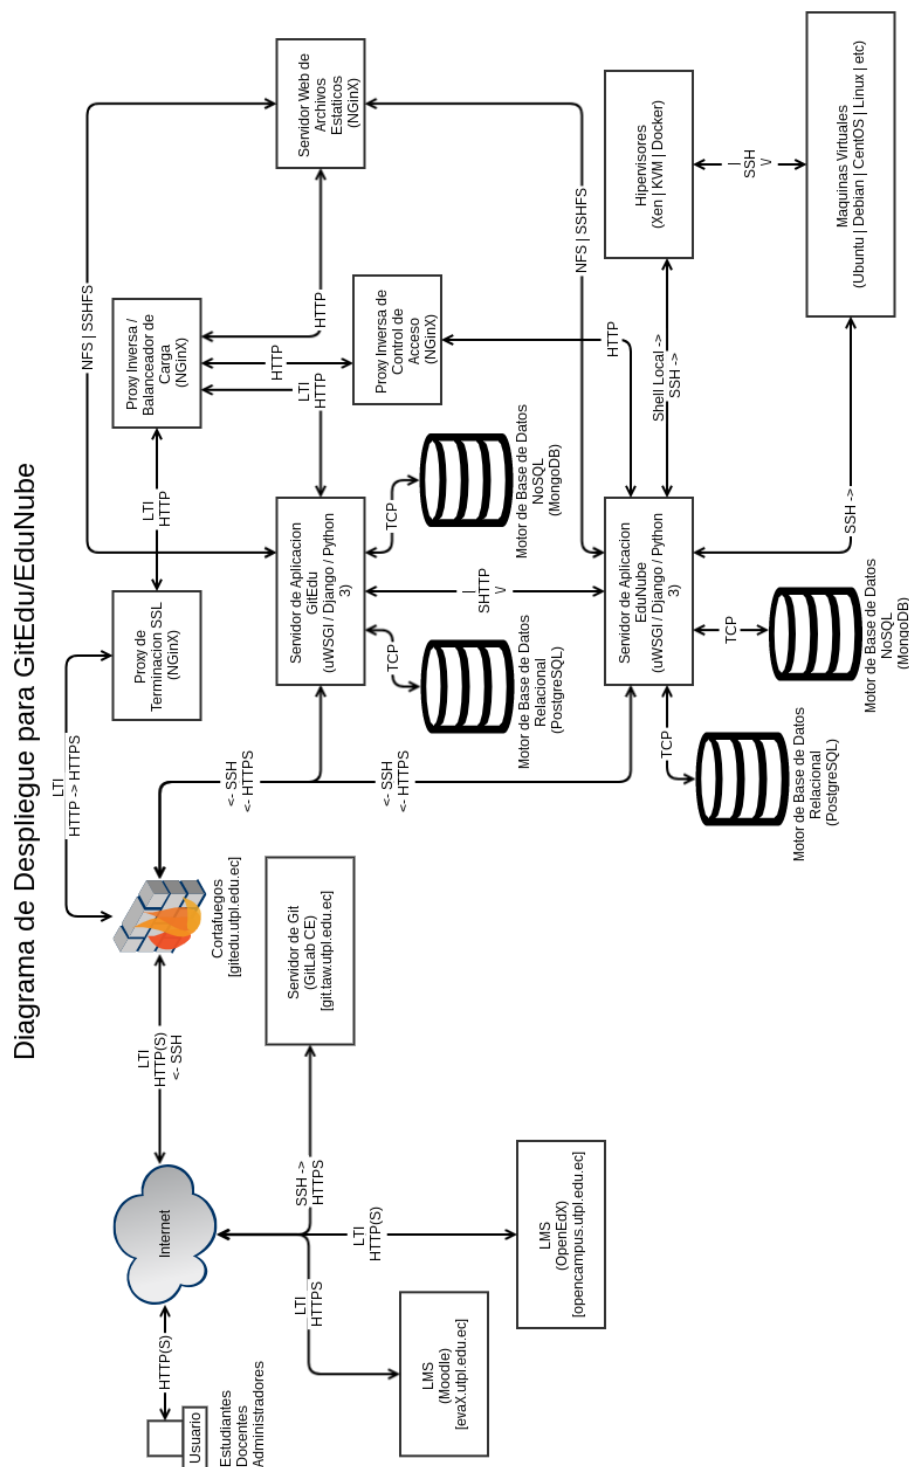 Diagrama de Despliegue para GitEdu/EduNube
Usuario
Estudiantes
Docentes
Administradores
HTTP(S)
Internet
LTI
HTTPS
LMS
(Moodle)
[evaX.utpl.edu.ec]
LTI
HTTP(S)
LMS
(OpenEdX)
[opencampus.utpl.edu.ec]
SSH ->
HTTPS
Servidor de Git
(GitLab CE)
[git.taw.utpl.edu.ec]
LTI
HTTP(S)
<- SSH
Cortafuegos
[gitedu.utpl.edu.ec]
LTI
HTTP -> HTTPS
<- SSH
<- HTTPS
<- SSH
<- HTTPS
Proxy de
Terminacion SSL
(NGinX)
LTI
HTTP
Proxy Inversa /
Balanceador de
Carga
(NGinX)
NFS | SSHFS
LTI
HTTP
HTTP
HTTP
Proxy Inversa de
Control de
Acceso
(NGinX)
Servidor Web de
Archivos
Estaticos
(NGinX)
Servidor de Aplicacion
GitEdu
(uWSGI / Django / Python
3)
TCP
Motor de Base de Datos
Relacional
(PostgreSQL)
TCP
Motor de Base de Datos
NoSQL
(MongoDB)
|
SHTTP
\/
NFS | SSHFS
HTTP
Servidor de Aplicacion
EduNube
(uWSGI / Django / Python
3)
TCP
Motor de Base de Datos
Relacional
(PostgreSQL)
TCP
Motor de Base de Datos
NoSQL
(MongoDB)
Shell Local ->
SSH ->
Hipervisores
(Xen | KVM | Docker)
|
SSH
\/
SSH ->
Maquinas Virtuales
(Ubuntu | Debian | CentOS | Linux | etc)